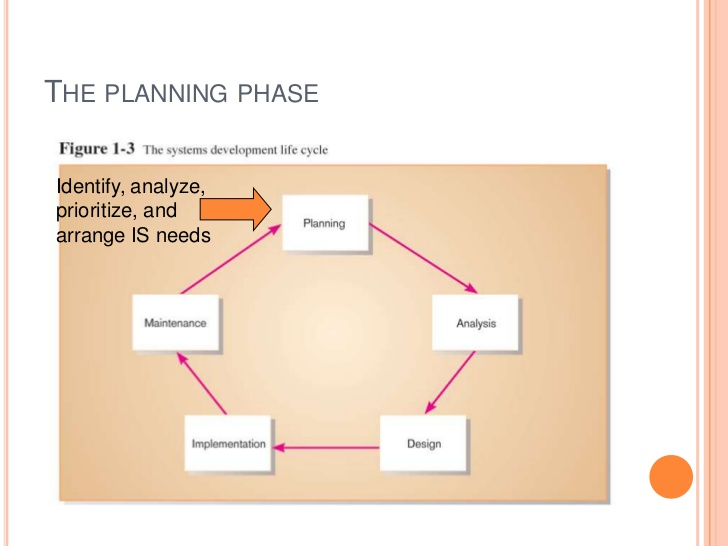 THE PLANNING PHASE
Figure 1-3 The systems development life cycle
Identify, analyze,
prioritize, and
arrange IS needs
Planning
Maintenance
Analysis
Implementation
Design